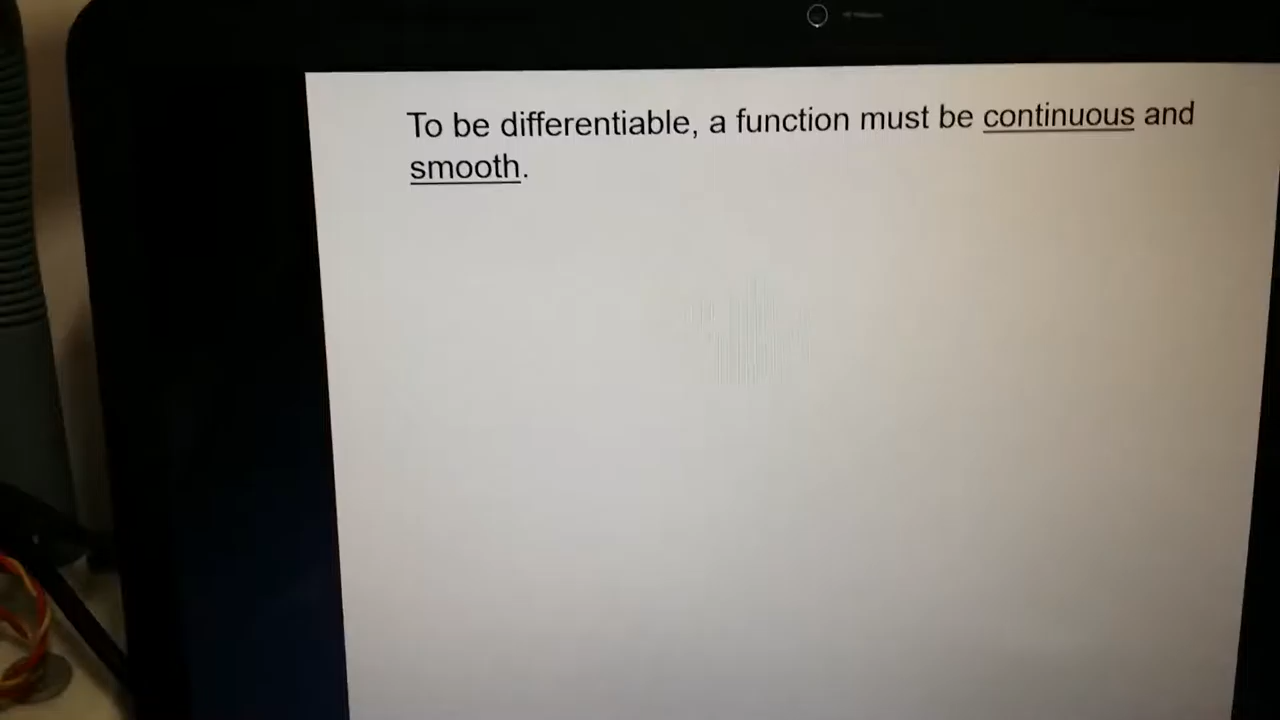 To be differentiable, a function must be continuous and
smooth.